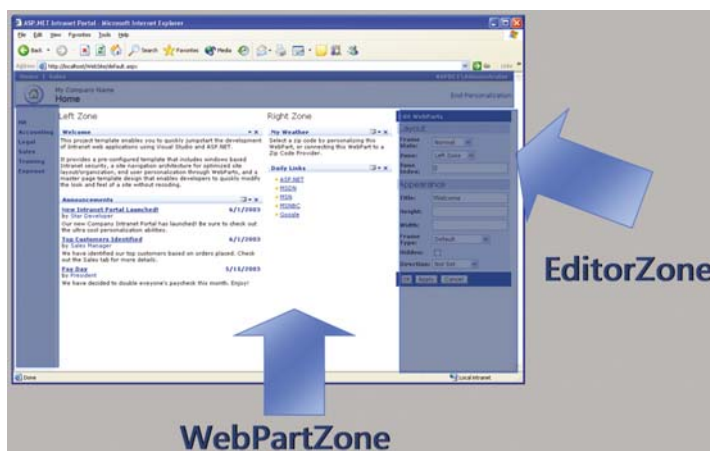 ASP.NET Intranet Portal - Microsoft Internet Explorer
File Edit View Favorites Tools Help
Back Search Favorites Media
Address http://localhost/WebSite/default.aspx Go Links
Home | Sales
My Company Name
Home
End Personalization
HR
Accounting
Legal
Sales
Training
Expenses
Left Zone
Welcome
This project template enables you to quickly jumpstart the development
of Intranet web applications using Visual Studio and ASP.NET.
It provides a pre-configured template that includes windows based
Intranet security, a site navigation architecture for optimized site
layout/organization, end user personalization through WebParts, and a
master page template design that enables developers to quickly modify
the look and feel of a site without recoding.
Announcements
New Intranet Portal Launched! 6/1/2003
by Star Developer
Our new Company Intranet Portal has launched! Be sure to check out
the ultra cool personalization abilities.
Top Customers Identified 6/1/2003
by Sales Manager
We have identified our top customers based on orders placed. Check
out the Sales tab for more details.
Pay Day 5/18/2003
by President
We have decided to double everyone's paycheck this month. Enjoy!
Right Zone
My Weather
Select a zip code by personalizing this
WebPart, or connecting this WebPart to a
Zip Code Provider.
Daily Links
ASP.NET
MSDN
MSN
MSNBC
Google
Edit WebParts
Layout
Frame State: Normal
Zone: Left Zone
Zone Index: 0
Appearance
Title: Welcome
Height:
Width:
Frame Type: Default
Hidden:
Direction: Not Set
OK Apply Cancel
Done
Local intranet
EditorZone
WebPartZone